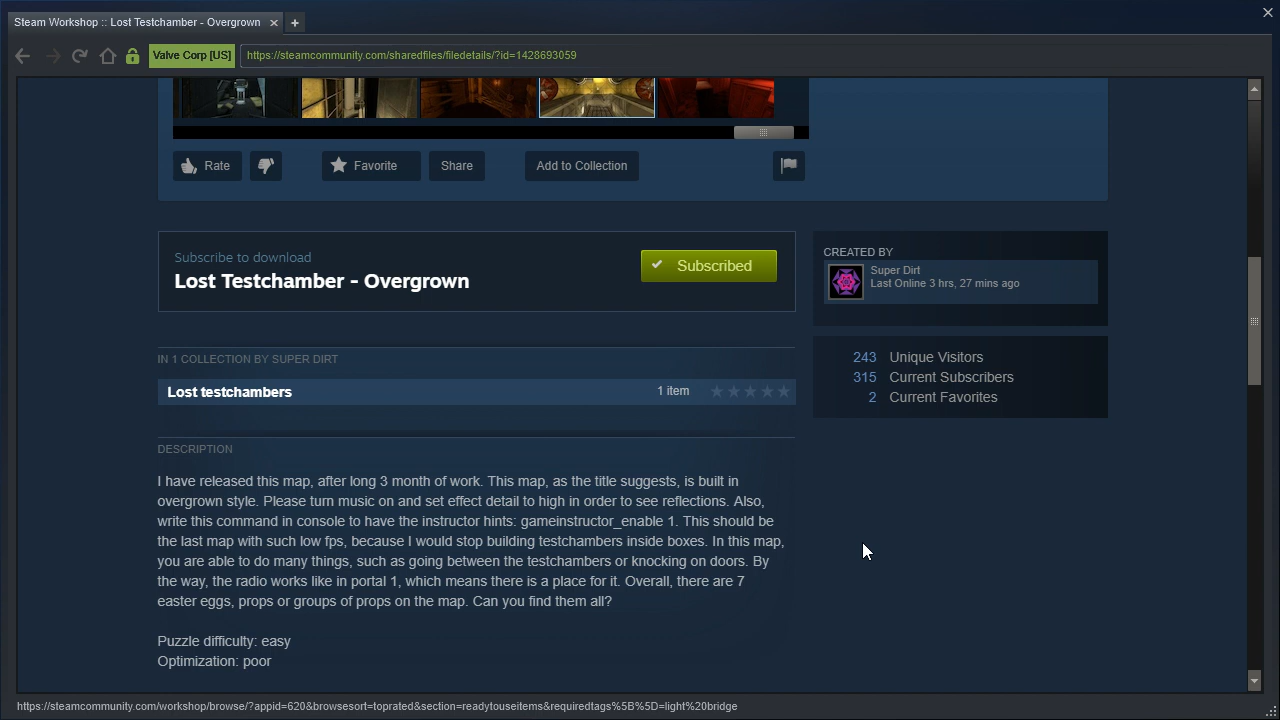 Steam Workshop :: Lost Testchamber - Overgrown
Valve Corp [US]
https://steamcommunity.com/sharedfiles/filedetails/?id=1428693059
Rate
Favorite
Share
Add to Collection
Subscribe to download
Lost Testchamber - Overgrown
Subscribed
CREATED BY
Super Dirt
Last Online 3 hrs, 27 mins ago
243 Unique Visitors
315 Current Subscribers
2 Current Favorites
IN 1 COLLECTION BY SUPER DIRT
Lost testchambers
1 item
DESCRIPTION
I have released this map, after long 3 month of work. This map, as the title suggests, is built in
overgrown style. Please turn music on and set effect detail to high in order to see reflections. Also,
write this command in console to have the instructor hints: gameinstructor_enable 1. This should be
the last map with such low fps, because I would stop building testchambers inside boxes. In this map,
you are able to do many things, such as going between the testchambers or knocking on doors. By
the way, the radio works like in portal 1, which means there is a place for it. Overall, there are 7
easter eggs, props or groups of props on the map. Can you find them all?
Puzzle difficulty: easy
Optimization: poor
https://steamcommunity.com/workshop/browse/?appid=620&browsesort=toprated&section=readytouseitems&requiredtags%5B%5D=light%20bridge